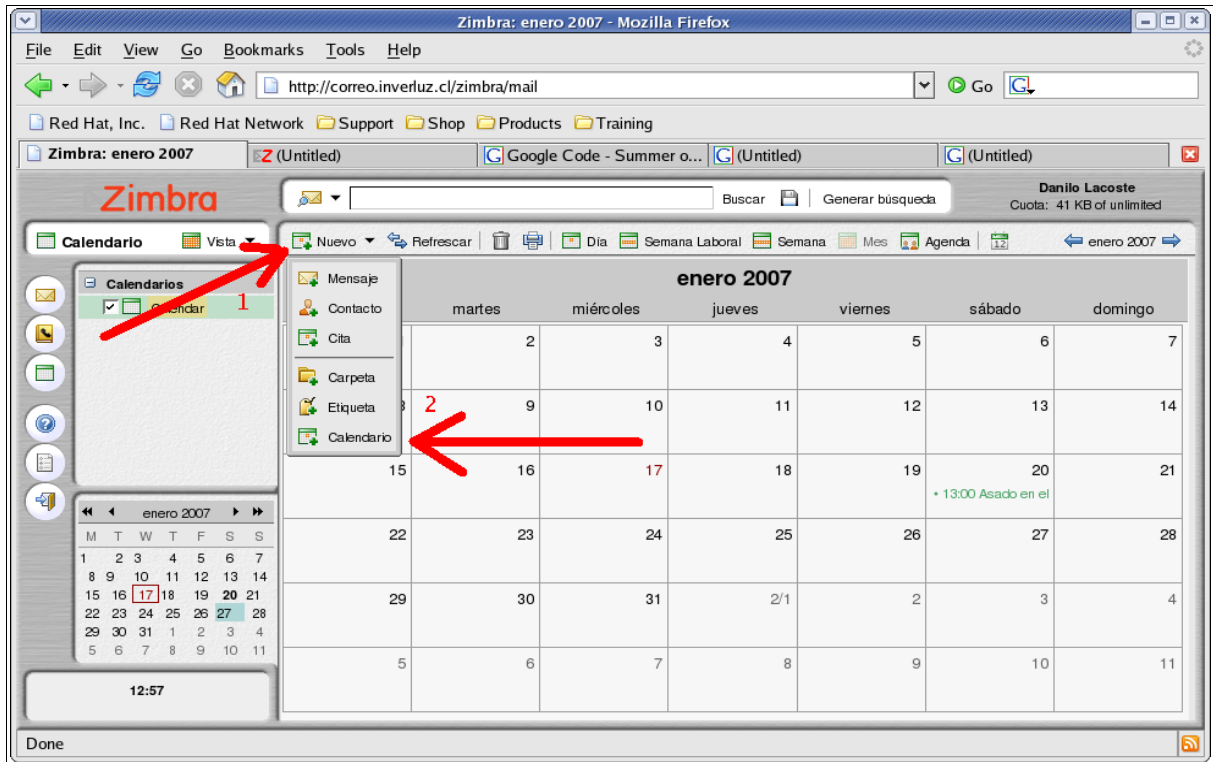 Zimbra: enero 2007 - Mozilla Firefox
File Edit View Go Bookmarks Tools Help
http://correo.inverluz.cl/zimbra/mail Go G
Red Hat, Inc. Red Hat Network Support Shop Products Training
Zimbra: enero 2007 Z (Untitled) G Google Code - Summer o... G (Untitled) G (Untitled)
Zimbra Buscar Generar búsqueda Danilo Lacoste
Cuota: 41 KB of unlimited
Calendario Vista Nuevo Refrescar Día Semana Laboral Semana Mes Agenda 12 enero 2007
Calendarios
Calendar
1
Mensaje
Contacto
Cita
Carpeta
Etiqueta
Calendario
2
enero 2007
martes miércoles jueves viernes sábado domingo
2 3 4 5 6 7
9 10 11 12 13 14
15 16 17 18 19 20 21
• 13:00 Asado en el
22 23 24 25 26 27 28
29 30 31 2/1 2 3 4
5 6 7 8 9 10 11
enero 2007
M T W T F S S
1 2 3 4 5 6 7
8 9 10 11 12 13 14
15 16 17 18 19 20 21
22 23 24 25 26 27 28
29 30 31 1 2 3 4
5 6 7 8 9 10 11
12:57
Done